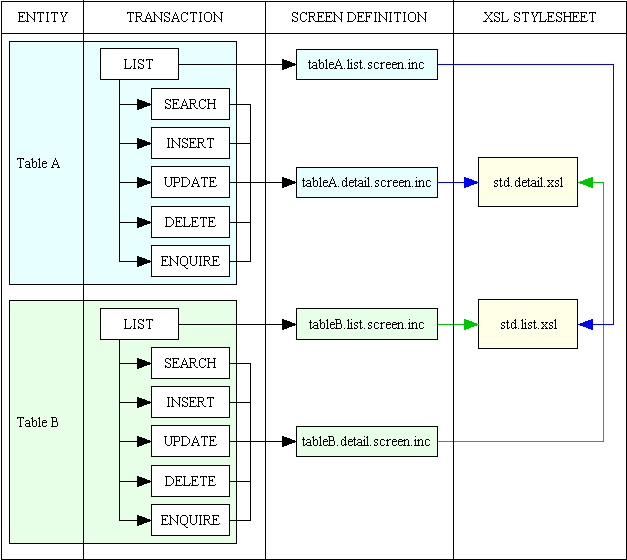 ENTITY TRANSACTION SCREEN DEFINITION XSL STYLESHEET
LIST tableA.list.screen.inc
SEARCH
INSERT
Table A
UPDATE tableA.detail.screen.inc std.detail.xsl
DELETE
ENQUIRE
LIST tableB.list.screen.inc std.list.xsl
SEARCH
INSERT
Table B
UPDATE tableB.detail.screen.inc
DELETE
ENQUIRE